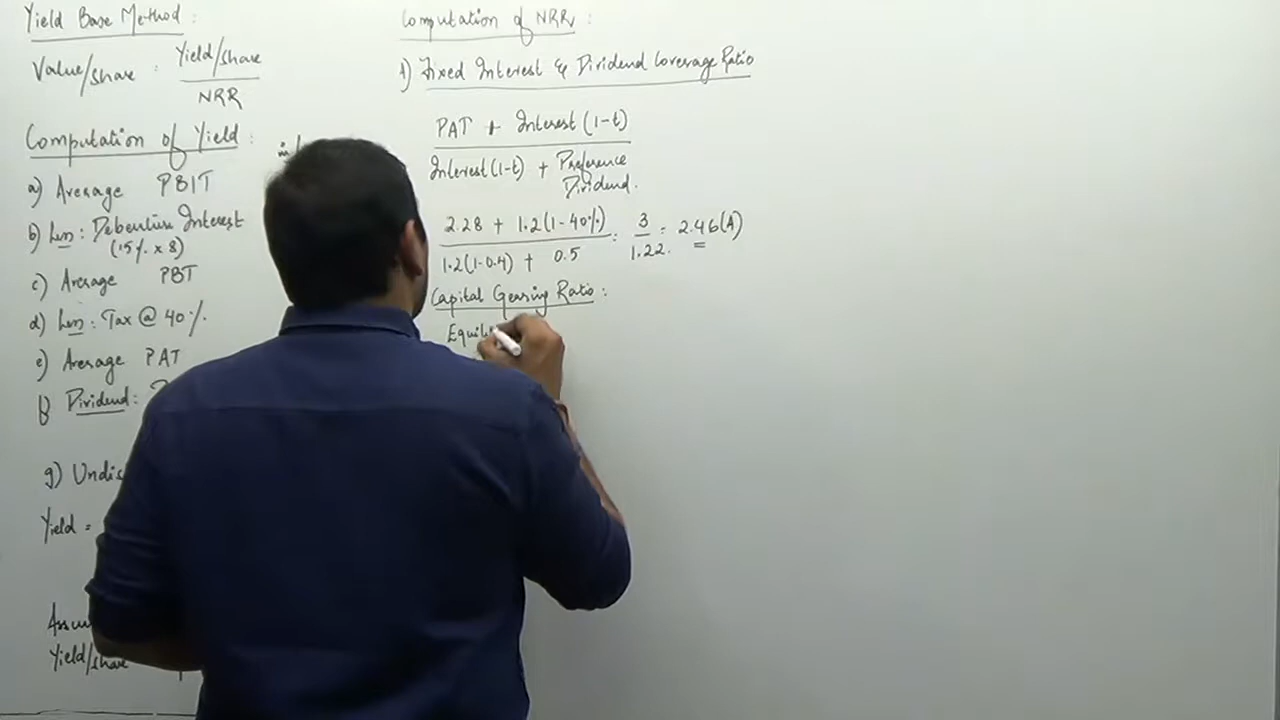 Yield Base Method :
Value/share : Yield/share
NRR
Computation of Yield :
a) Average PBIT
b) Less: Debenture Interest
(15% x 8)
c) Average PBT
d) Less: Tax @ 40%.
e) Average PAT
f) Dividend:
g)
Yield =
Yield/share
Computation of NRR :
1) Fixed Interest & Dividend Coverage Ratio
PAT + Interest (1-t)
Interest (1-t) + Preference
Dividend.
2.28 + 1.2(1-40%) : 3 = 2.46(A)
1.2(1-0.4) + 0.5 1.22.
Capital Gearing Ratio :